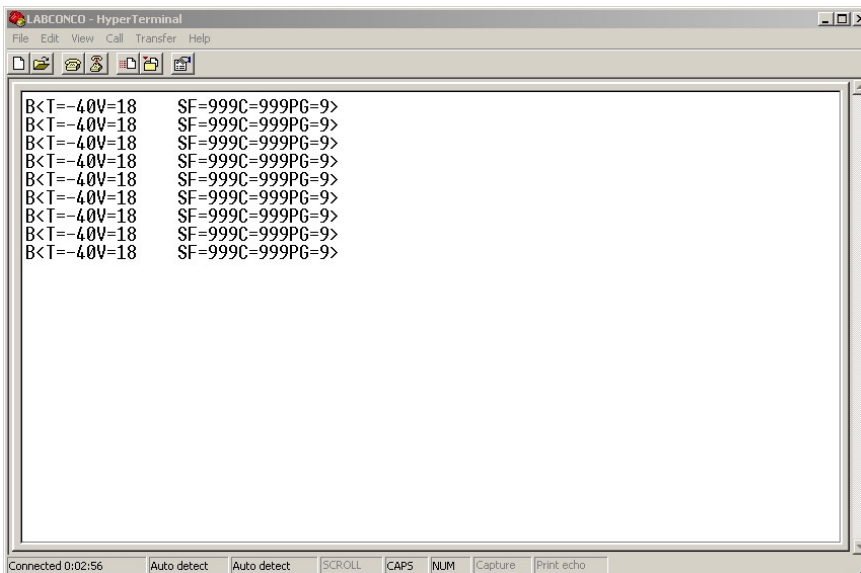 LABCONCO - HyperTerminal
File Edit View Call Transfer Help
B<T=-40V=18    SF=999C=999PG=9>
B<T=-40V=18    SF=999C=999PG=9>
B<T=-40V=18    SF=999C=999PG=9>
B<T=-40V=18    SF=999C=999PG=9>
B<T=-40V=18    SF=999C=999PG=9>
B<T=-40V=18    SF=999C=999PG=9>
B<T=-40V=18    SF=999C=999PG=9>
B<T=-40V=18    SF=999C=999PG=9>
B<T=-40V=18    SF=999C=999PG=9>
Connected 0:02:56 Auto detect Auto detect SCROLL CAPS NUM Capture Print echo